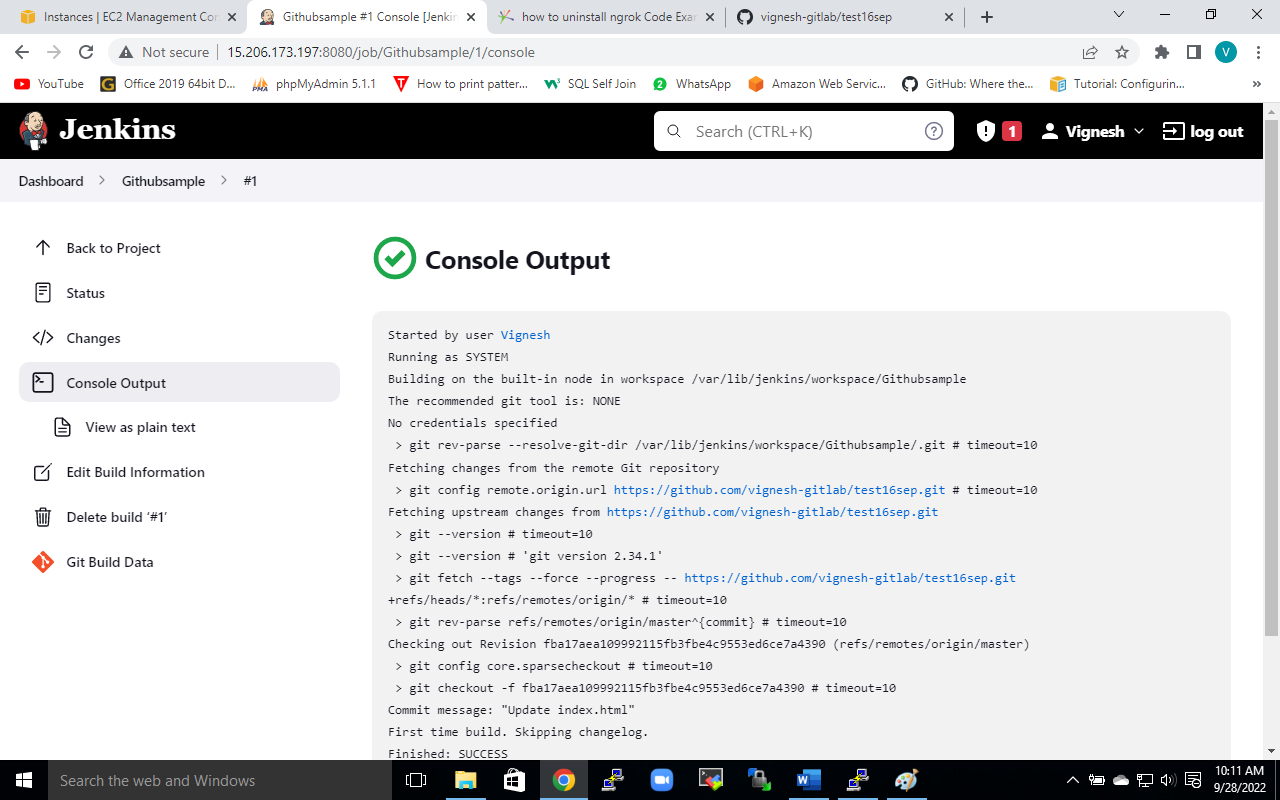 Instances | EC2 Management Con
Githubsample #1 Console [Jenkin
how to uninstall ngrok Code Exam
vignesh-gitlab/test16sep
Not secure
15.206.173.197:8080/job/Githubsample/1/console
V
YouTube
Office 2019 64bit D...
phpMyAdmin 5.1.1
How to print patter...
SQL Self Join
WhatsApp
Amazon Web Servic...
GitHub: Where the...
Tutorial: Configurin...
»
Jenkins
Search (CTRL+K)
1
Vignesh
log out
Dashboard
Githubsample
#1
Back to Project
Status
Changes
Console Output
View as plain text
Edit Build Information
Delete build ‘#1’
Git Build Data
Console Output
Started by user Vignesh
Running as SYSTEM
Building on the built-in node in workspace /var/lib/jenkins/workspace/Githubsample
The recommended git tool is: NONE
No credentials specified
> git rev-parse --resolve-git-dir /var/lib/jenkins/workspace/Githubsample/.git # timeout=10
Fetching changes from the remote Git repository
> git config remote.origin.url https://github.com/vignesh-gitlab/test16sep.git # timeout=10
Fetching upstream changes from https://github.com/vignesh-gitlab/test16sep.git
> git --version # timeout=10
> git --version # 'git version 2.34.1'
> git fetch --tags --force --progress -- https://github.com/vignesh-gitlab/test16sep.git
+refs/heads/*:refs/remotes/origin/* # timeout=10
> git rev-parse refs/remotes/origin/master^{commit} # timeout=10
Checking out Revision fba17aea109992115fb3fbe4c9553ed6ce7a4390 (refs/remotes/origin/master)
> git config core.sparsecheckout # timeout=10
> git checkout -f fba17aea109992115fb3fbe4c9553ed6ce7a4390 # timeout=10
Commit message: "Update index.html"
First time build. Skipping changelog.
Finished: SUCCESS
Search the web and Windows
10:11 AM
9/28/2022